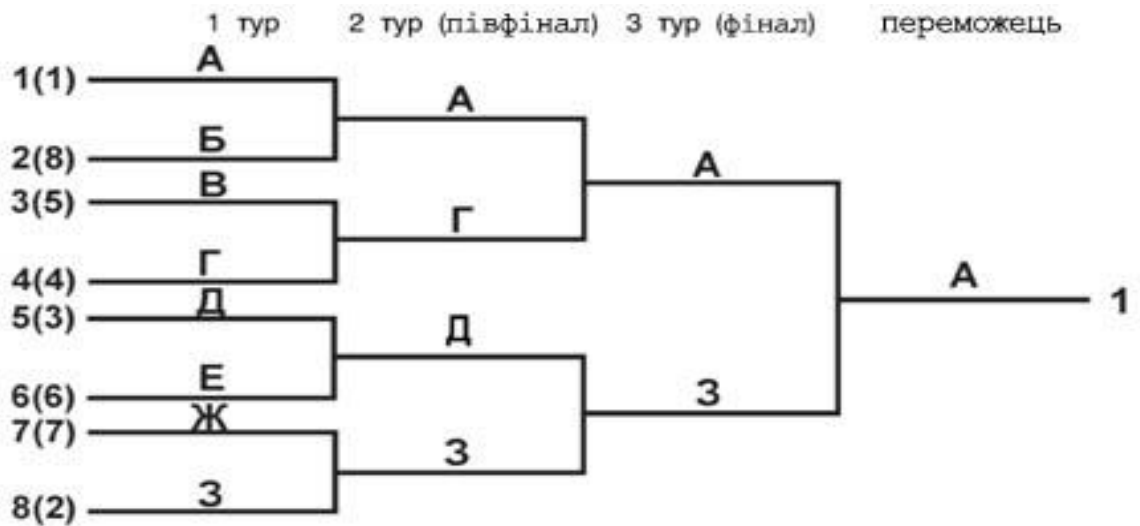 1 тур 2 тур (півфінал) 3 тур (фінал) переможець
1(1) А
А
2(8) Б
3(5) В
А
Г
4(4) Г
5(3) Д
А 1
Д
6(6) Е
7(7) Ж
З
З
8(2) З